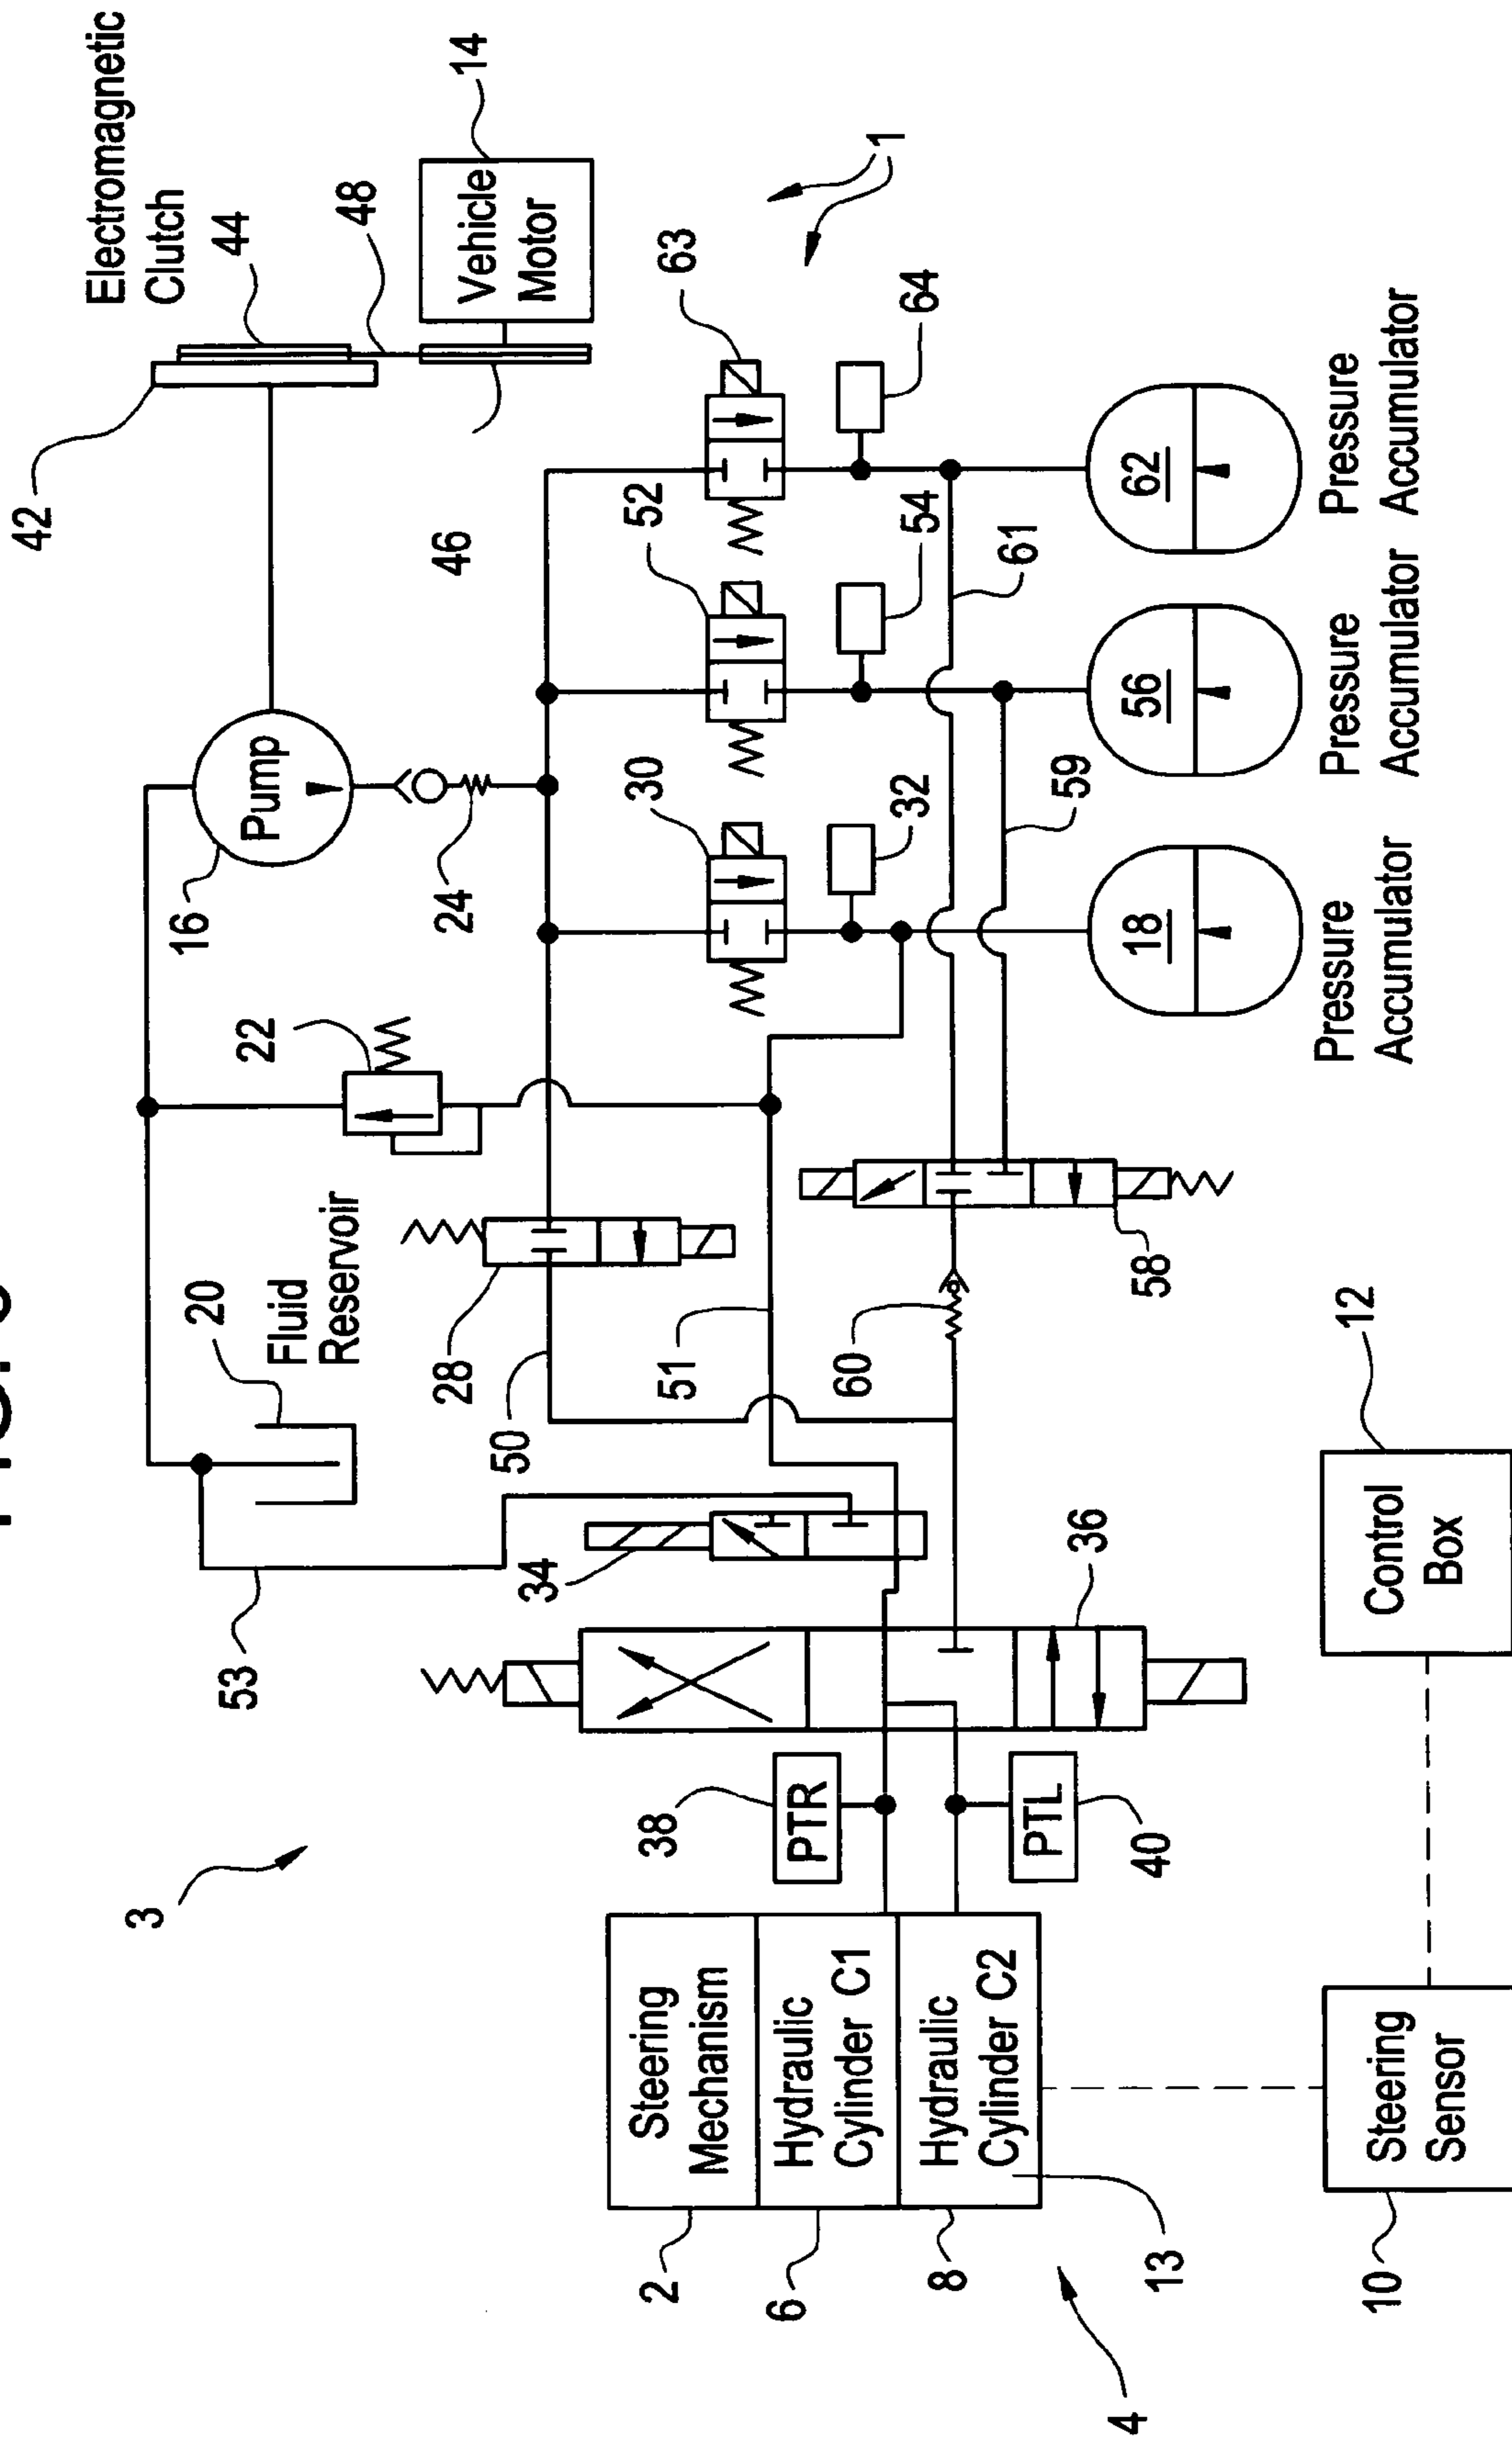 42
Electromagnetic
Clutch
44
48
14
Vehicle
Motor
46
16
Pump
24
22
20
Fluid
Reservoir
3
53
28
50
34
51
30
32
52
54
63
64
1
38
PTR
PTL
40
36
60
58
59
61
2
Steering
Mechanism
6
Hydraulic
Cylinder C1
8
Hydraulic
Cylinder C2
13
4
18
56
62
Pressure
Accumulator
Pressure
Accumulator
Pressure
Accumulator
10
Steering
Sensor
12
Control
Box